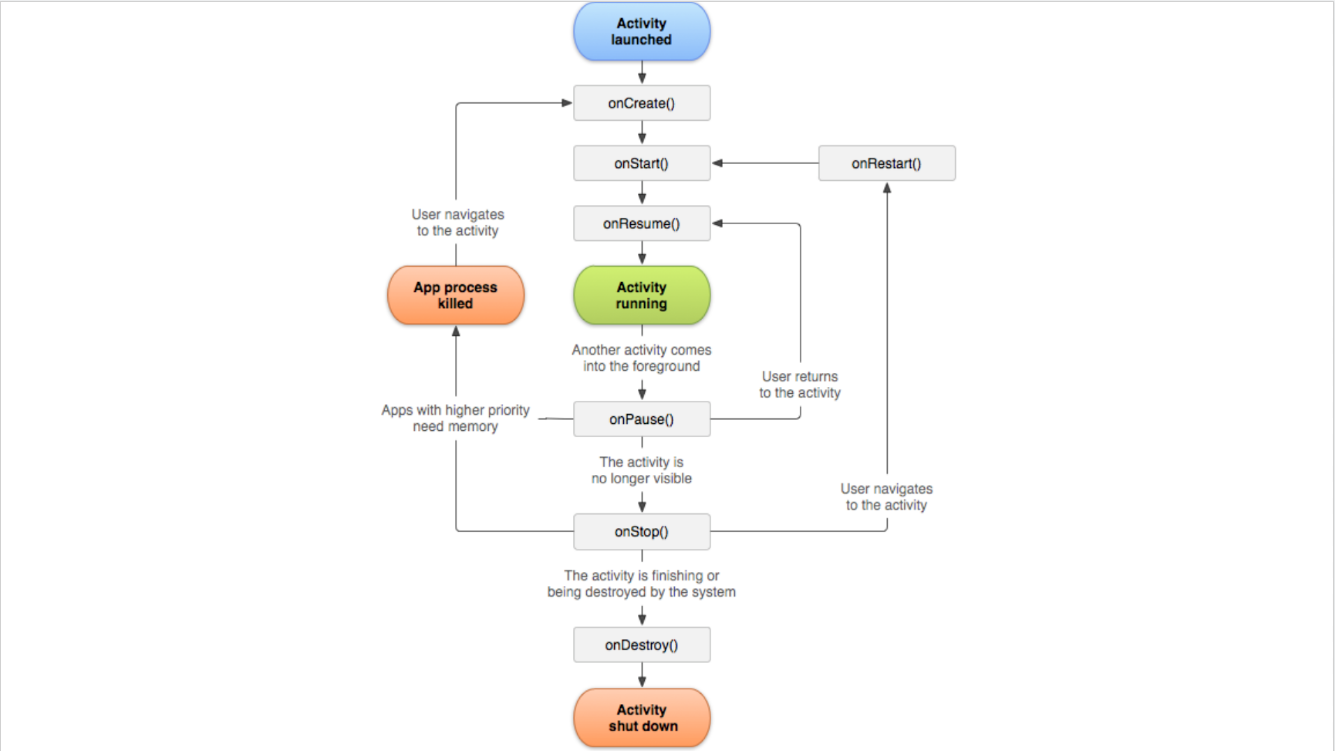 Activity
launched
onCreate()
onStart()
onRestart()
User navigates
to the activity
onResume()
App process
killed
Activity
running
Another activity comes
into the foreground
User returns
to the activity
Apps with higher priority
need memory
onPause()
The activity is
no longer visible
User navigates
to the activity
onStop()
The activity is finishing or
being destroyed by the system
onDestroy()
Activity
shut down